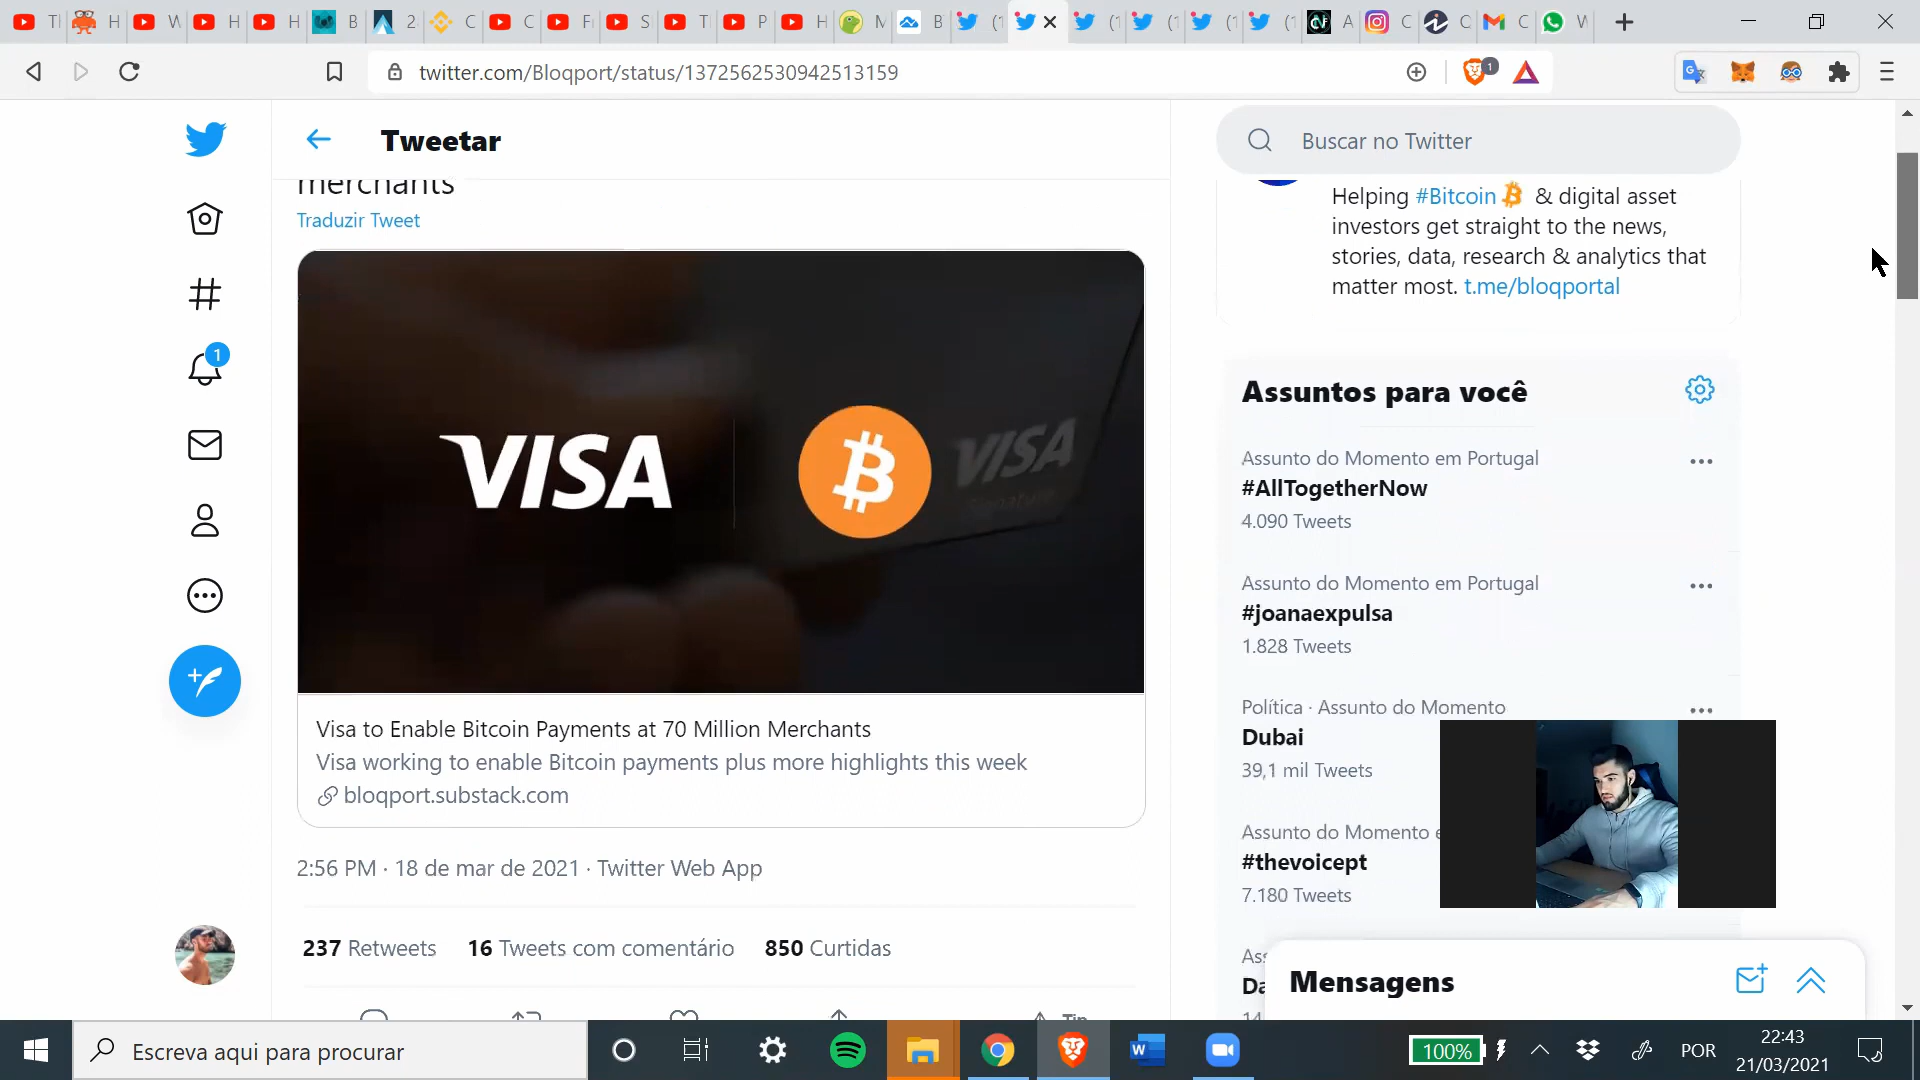 twitter.com/Bloqport/status/1372562530942513159
1
Tweetar
Buscar no Twitter
merchants
Traduzir Tweet
Helping #Bitcoin & digital asset
investors get straight to the news,
stories, data, research & analytics that
matter most. t.me/bloqportal
1
VISA
VISA
Signature
Visa to Enable Bitcoin Payments at 70 Million Merchants
Visa working to enable Bitcoin payments plus more highlights this week
bloqport.substack.com
2:56 PM · 18 de mar de 2021 · Twitter Web App
237 Retweets 16 Tweets com comentário 850 Curtidas
Tip
Assuntos para você
Assunto do Momento em Portugal
#AllTogetherNow
4.090 Tweets
Assunto do Momento em Portugal
#joanaexpulsa
1.828 Tweets
Política · Assunto do Momento
Dubai
39,1 mil Tweets
Assunto do Momento e
#thevoicept
7.180 Tweets
Mensagens
Escreva aqui para procurar
100%
POR
22:43
21/03/2021